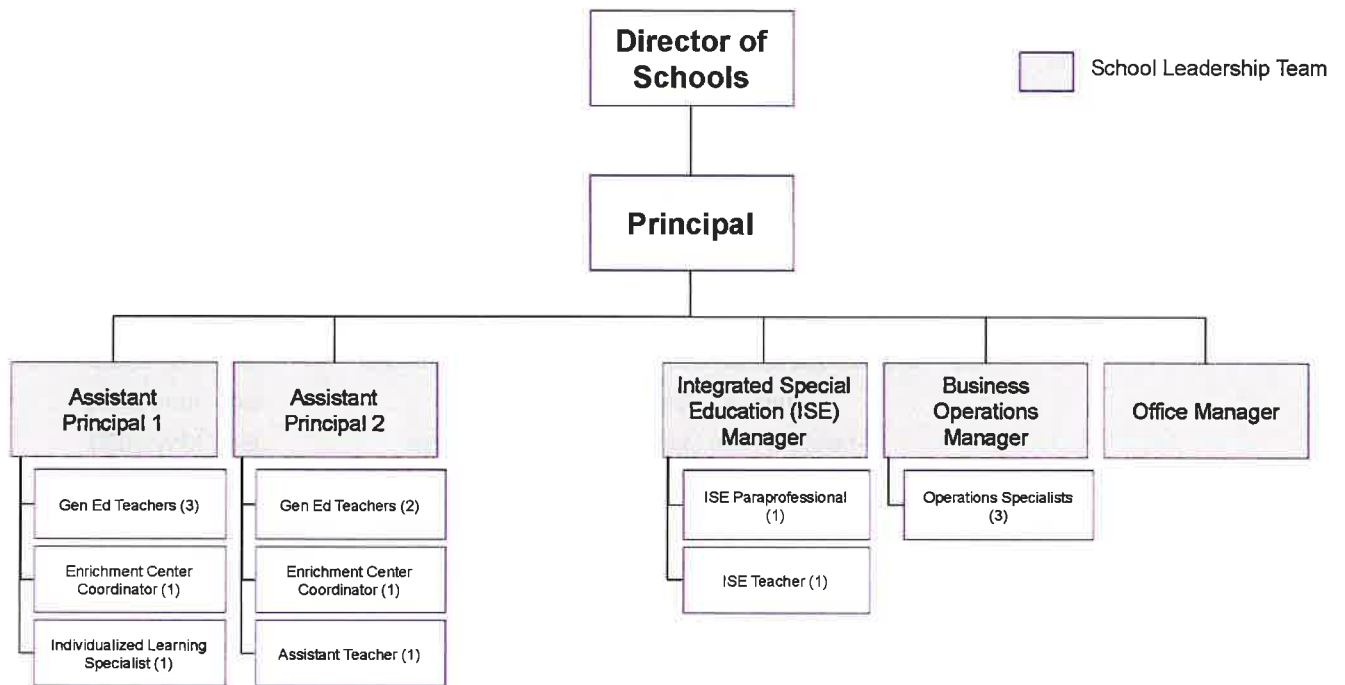 Director of
Schools
School Leadership Team
Principal
Assistant
Principal 1
Assistant
Principal 2
Integrated Special
Education (ISE)
Manager
Business
Operations
Manager
Office Manager
Gen Ed Teachers (3)
Gen Ed Teachers (2)
ISE Paraprofessional
(1)
Operations Specialists
(3)
Enrichment Center
Coordinator (1)
Enrichment Center
Coordinator (1)
ISE Teacher (1)
Individualized Learning
Specialist (1)
Assistant Teacher (1)